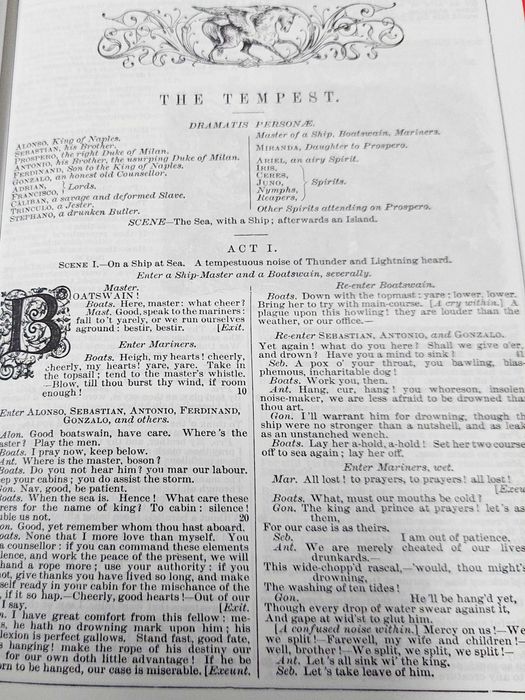 THE TEMPEST.
DRAMATIS PERSONÆ.
ALONSO, King of Naples.
SEBASTIAN, his Brother.
PROSPERO, the right Duke of Milan.
ANTONIO, his Brother, the usurping Duke of Milan.
FERDINAND, Son to the King of Naples.
GONZALO, an honest old Counsellor.
ADRIAN,
FRANCISCO, } Lords.
CALIBAN, a savage and deformed Slave.
TRINCULO, a Jester.
STEPHANO, a drunken Butler.
Master of a Ship, Boatswain, Mariners.
MIRANDA, Daughter to Prospero.
ARIEL, an airy Spirit.
IRIS,
CERES,
JUNO,
Nymphs,
Reapers, } Spirits.
Other Spirits attending on Prospero.
SCENE—The Sea, with a Ship; afterwards an Island.
ACT I.
SCENE I.—On a Ship at Sea. A tempestuous noise of Thunder and Lightning heard.
Enter a Ship-Master and a Boatswain, severally.
Master.
BOATSWAIN!
Boats. Here, master: what cheer?
Mast. Good, speak to the mariners:
fall to't yarely, or we run ourselves
aground: bestir, bestir. [Exit.
Enter Mariners.
Boats. Heigh, my hearts! cheerly,
cheerly, my hearts! yare, yare. Take in
the topsail; tend to the master's whistle.
—Blow, till thou burst thy wind, if room
enough! 10
Enter ALONSO, SEBASTIAN, ANTONIO, FERDINAND,
GONZALO, and others.
Alon. Good boatswain, have care. Where's the
aster? Play the men.
Boats. I pray now, keep below.
Ant. Where is the master, boson?
Boats. Do you not hear him? you mar our labour.
ep your cabins; you do assist the storm.
Gon. Nay, good, be patient.
Boats. When the sea is. Hence! What care these
rers for the name of king? To cabin: silence!
uble us not. 20
on. Good, yet remember whom thou hast aboard.
oats. None that I more love than myself. You
a counsellor: if you can command these elements
lence, and work the peace of the present, we will
hand a rope more; use your authority: if you
ot, give thanks you have lived so long, and make
self ready in your cabin for the mischance of the
, if it so hap.—Cheerly, good hearts!—Out of our
I say. [Exit.
n. I have great comfort from this fellow: me-
s, he hath no drowning mark upon him; his
lexion is perfect gallows. Stand fast, good fate,
s hanging! make the rope of his destiny our
for our own doth little advantage! If he be
rn to be hanged, our case is miserable. [Exeunt.
Re-enter Boatswain.
Boats. Down with the topmast: yare; lower, lower.
Bring her to try with main-course. [A cry within.] A
plague upon this howling! they are louder than the
weather, or our office.—
Re-enter SEBASTIAN, ANTONIO, and GONZALO.
Yet again! what do you here? Shall we give o'er,
and drown? Have you a mind to sink? 41
Seb. A pox o' your throat, you bawling, blas-
phemous, incharitable dog!
Boats. Work you, then.
Ant. Hang, cur, hang! you whoreson, insolen
noise-maker, we are less afraid to be drowned tha
thou art.
Gon. I'll warrant him for drowning, though th
ship were no stronger than a nutshell, and as leak
as an unstanched wench.
Boats. Lay her a-hold, a-hold! Set her two course
off to sea again; lay her off.
Enter Mariners, wet.
Mar. All lost! to prayers, to prayers! all lost!
[Exeu
Boats. What, must our mouths be cold?
Gon. The king and prince at prayers! let's as
them,
For our case is as theirs.
Seb. I am out of patience.
Ant. We are merely cheated of our lives
drunkards.—
This wide-chopp'd rascal,—'would, thou might's
drowning,
The washing of ten tides!
Gon. He'll be hang'd yet,
Though every drop of water swear against it,
And gape at wid'st to glut him.
A confused noise within.] Mercy on us!—We
we split!—Farewell, my wife and children!—
well, brother!—We split, we split, we split!—
Ant. Let's all sink wi' the king.
Seb. Let's take leave of him.